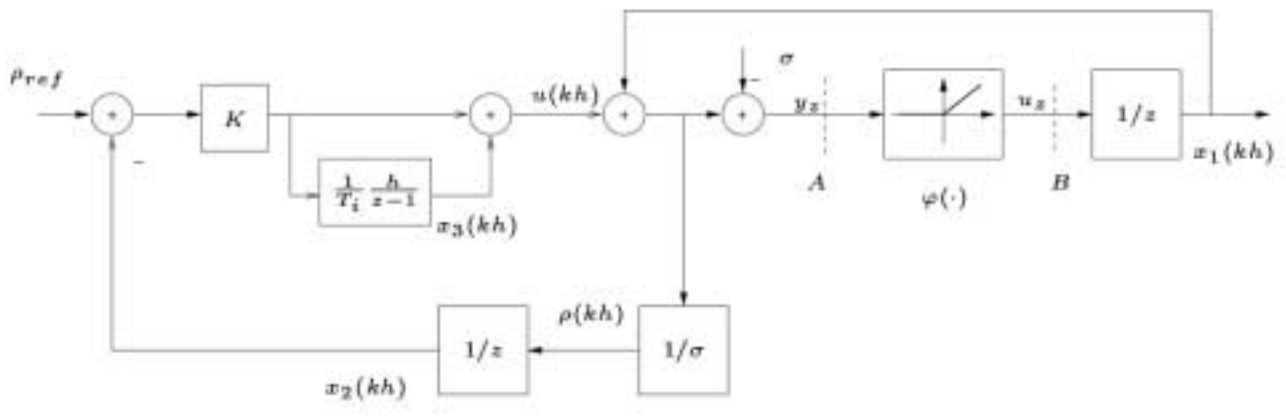 ρref
+
−
K
1/Ti h/(z−1)
x3(kh)
+
u(kh)
+
−
σ
+
yz
A
φ(·)
uz
B
1/z
x1(kh)
ρ(kh)
1/σ
1/z
x2(kh)